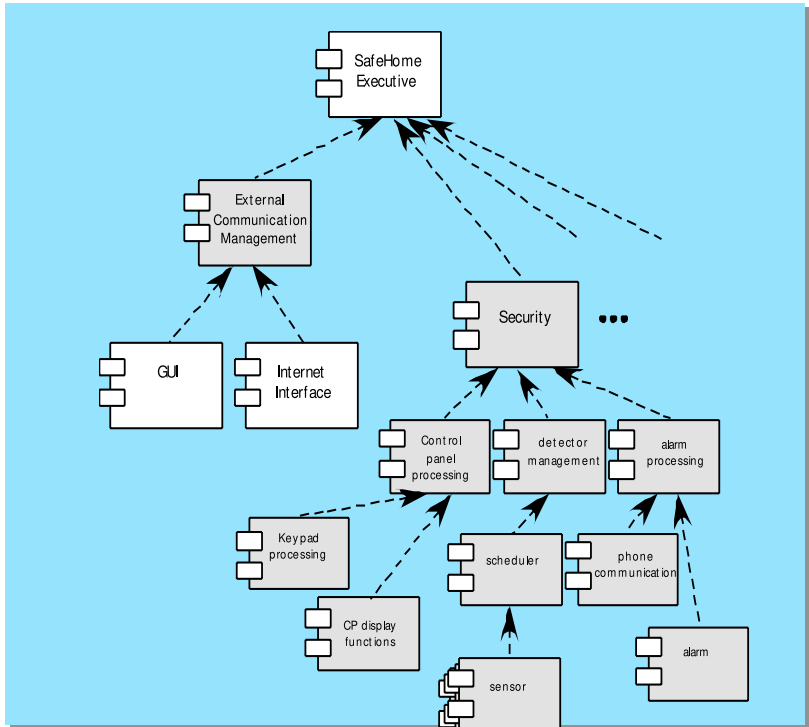 SafeHome
Executive
External
Communication
Management
Security
GUI
Internet
Interface
Control
panel
processing
detector
management
alarm
processing
Keypad
processing
scheduler
phone
communication
CP display
functions
alarm
sensor